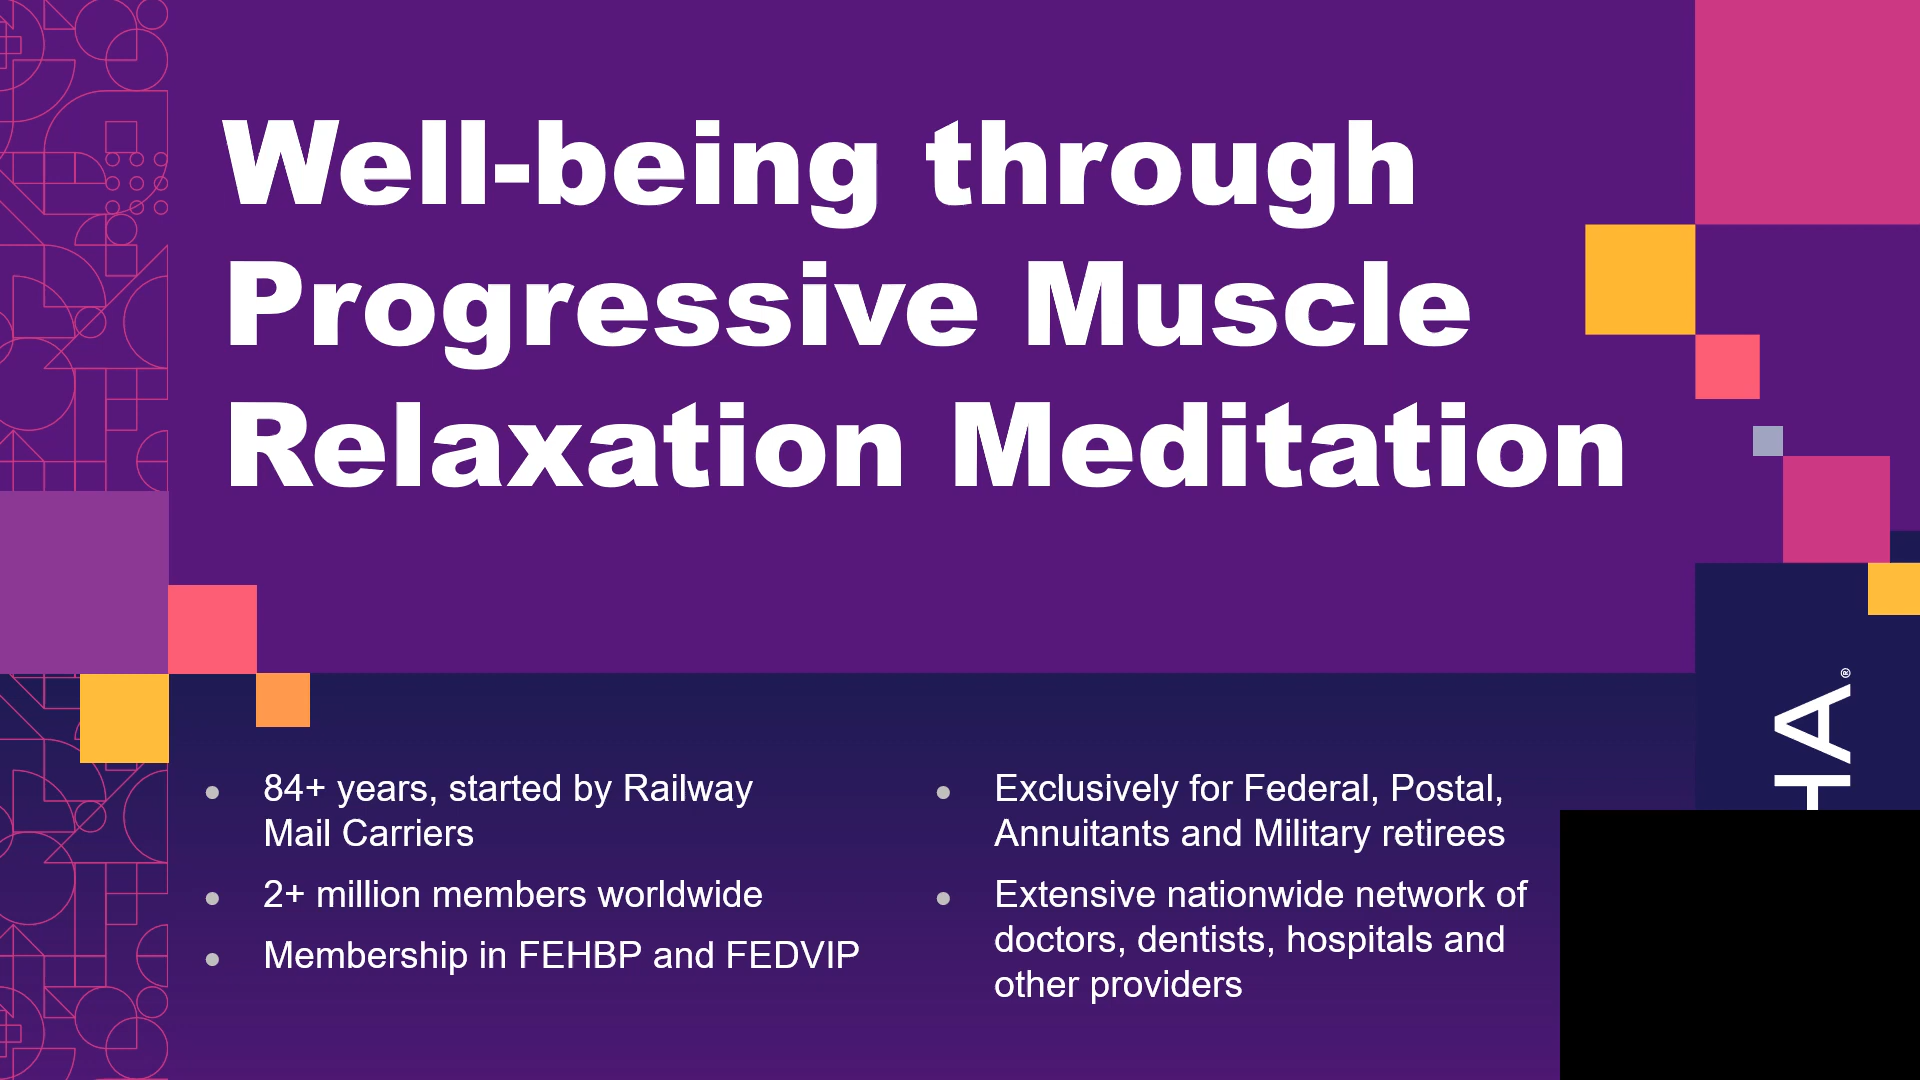 Well-being through
Progressive Muscle
Relaxation Meditation
84+ years, started by Railway
Mail Carriers
2+ million members worldwide
Membership in FEHBP and FEDVIP
Exclusively for Federal, Postal,
Annuitants and Military retirees
Extensive nationwide network of
doctors, dentists, hospitals and
other providers
HA®